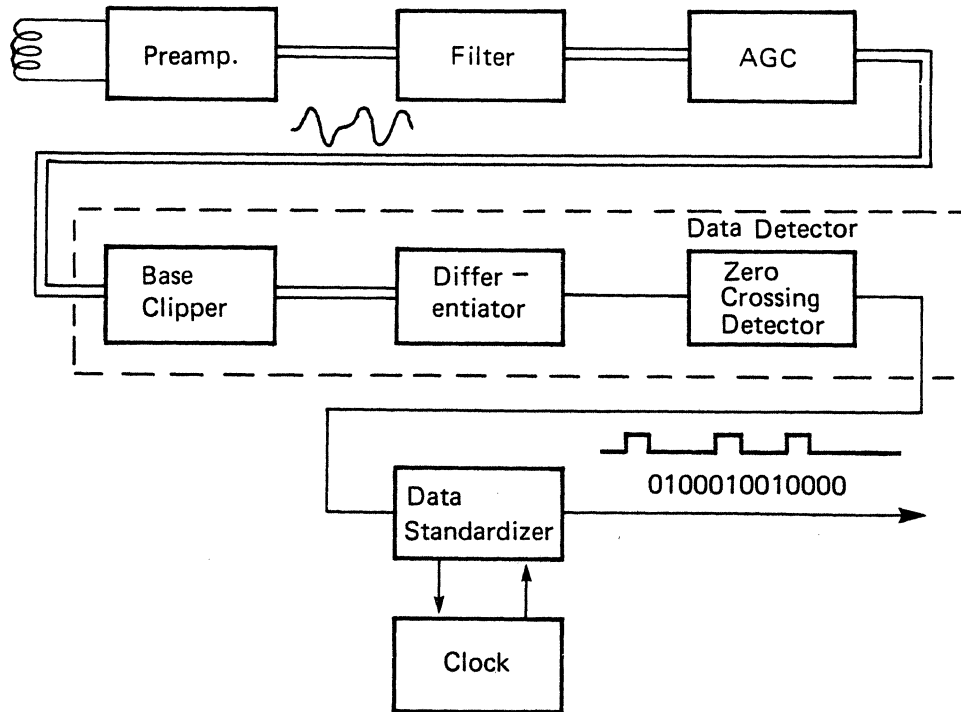 Preamp.
Filter
AGC
Data Detector
Base
Clipper
Differ -
entiator
Zero
Crossing
Detector
0100010010000
Data
Standardizer
Clock